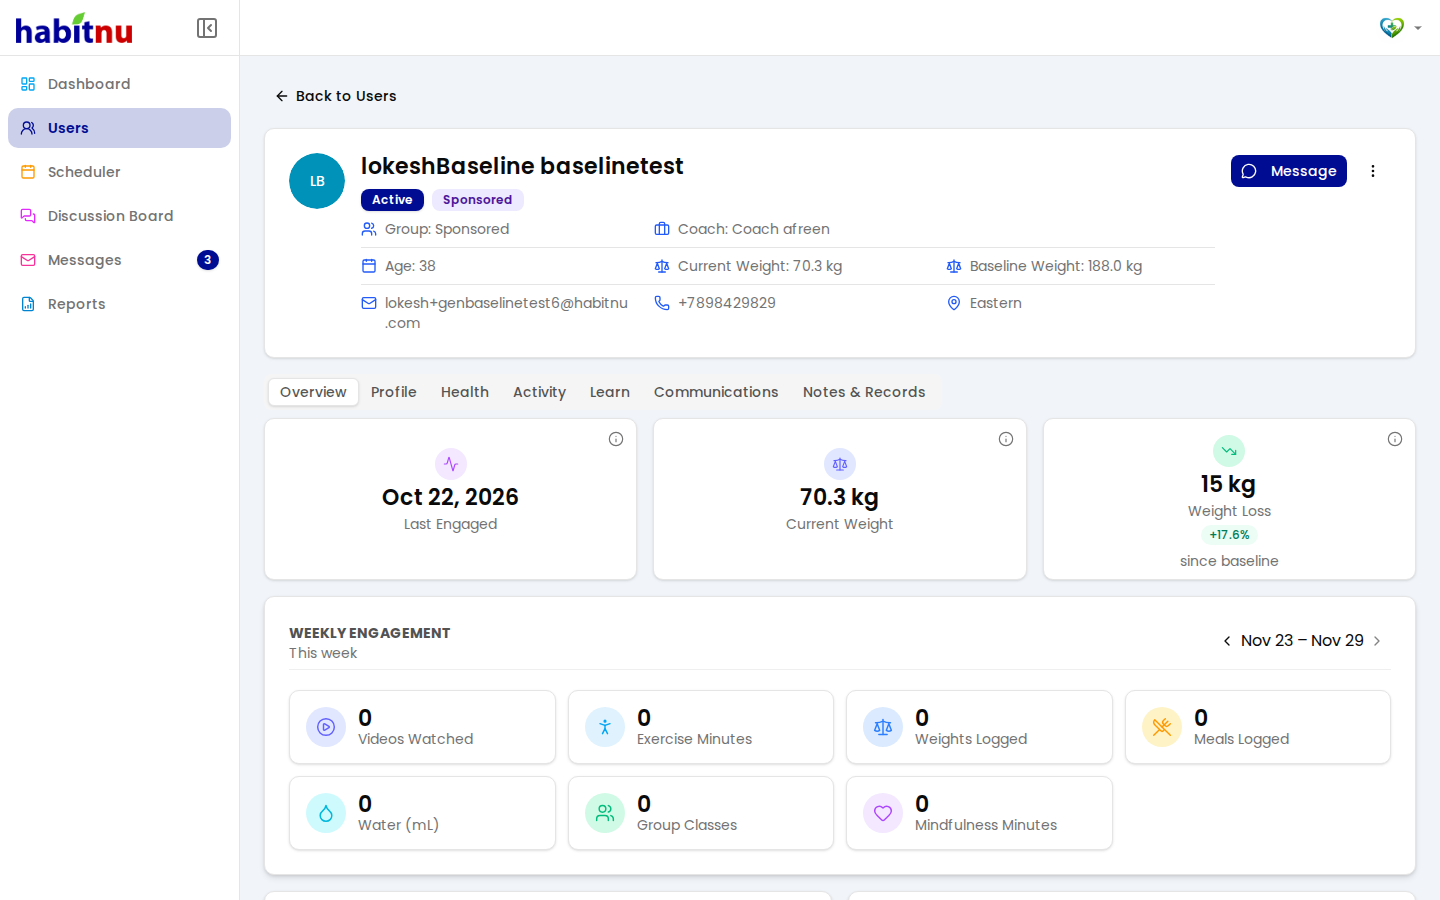 habitnu
Dashboard
Users
Scheduler
Discussion Board
Messages 3
Reports
Back to Users
LB
lokeshBaseline baselinetest
Message
Active Sponsored
Group: Sponsored Coach: Coach afreen
Age: 38 Current Weight: 70.3 kg Baseline Weight: 188.0 kg
lokesh+genbaselinetest6@habitnu
.com
+7898429829 Eastern
Overview Profile Health Activity Learn Communications Notes & Records
Oct 22, 2026
Last Engaged
70.3 kg
Current Weight
15 kg
Weight Loss
+17.6%
since baseline
WEEKLY ENGAGEMENT
This week
Nov 23 – Nov 29
0
Videos Watched
0
Exercise Minutes
0
Weights Logged
0
Meals Logged
0
Water (mL)
0
Group Classes
0
Mindfulness Minutes